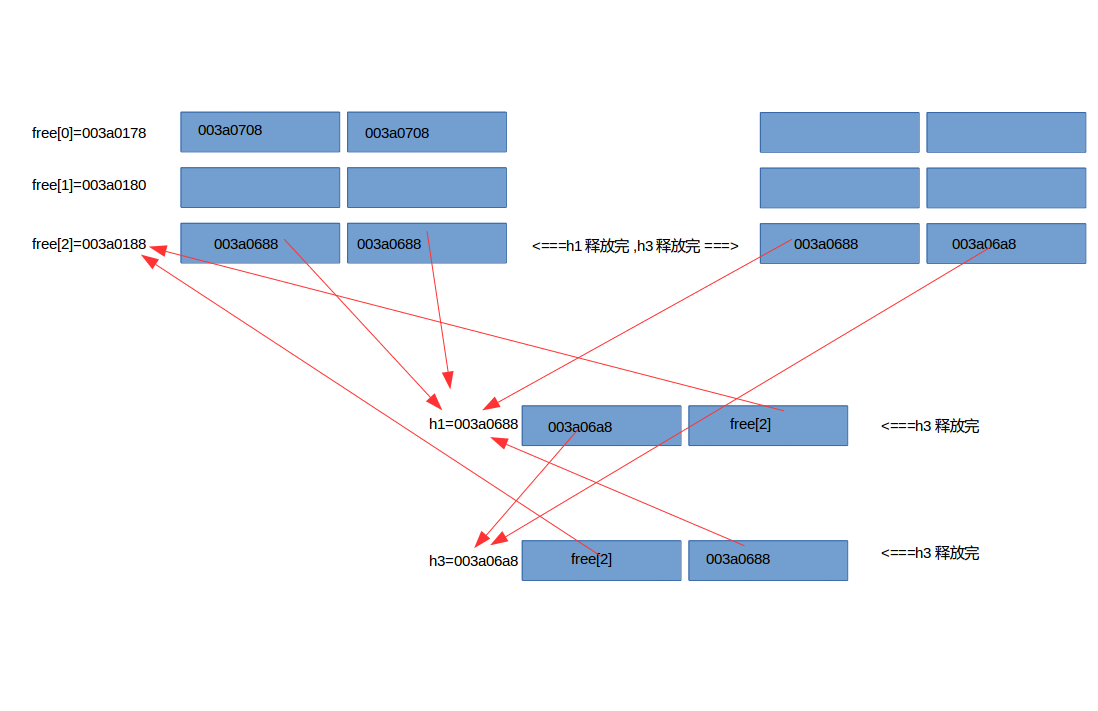 free[0]=003a0178 003a0708 003a0708
free[1]=003a0180
free[2]=003a0188 003a0688 003a0688 <===h1 释放完 ,h3 释放完 ===> 003a0688 003a06a8
h1=003a0688 003a06a8 free[2] <===h3 释放完
h3=003a06a8 free[2] 003a0688 <===h3 释放完